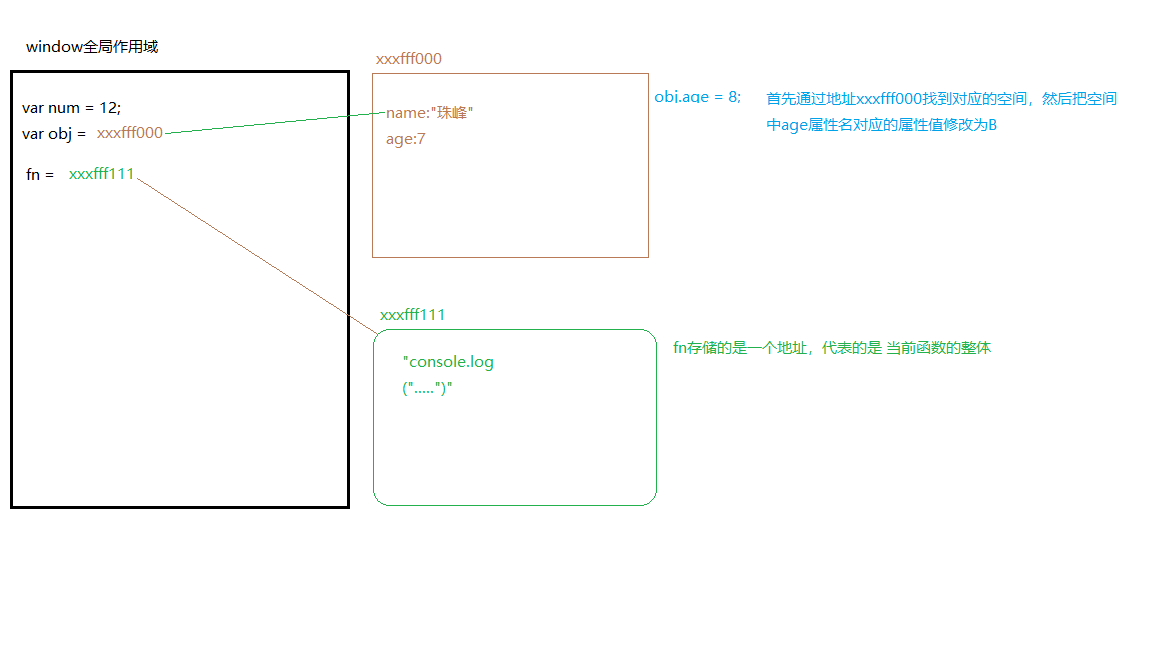 window全局作用域
xxxfff000
var num = 12;
var obj = xxxfff000
fn = xxxfff111
name:"珠峰"
age:7
obj.age = 8;
首先通过地址xxxfff000找到对应的空间，然后把空间
中age属性名对应的属性值修改为B
xxxfff111
"console.log
(".....")"
fn存储的是一个地址，代表的是 当前函数的整体